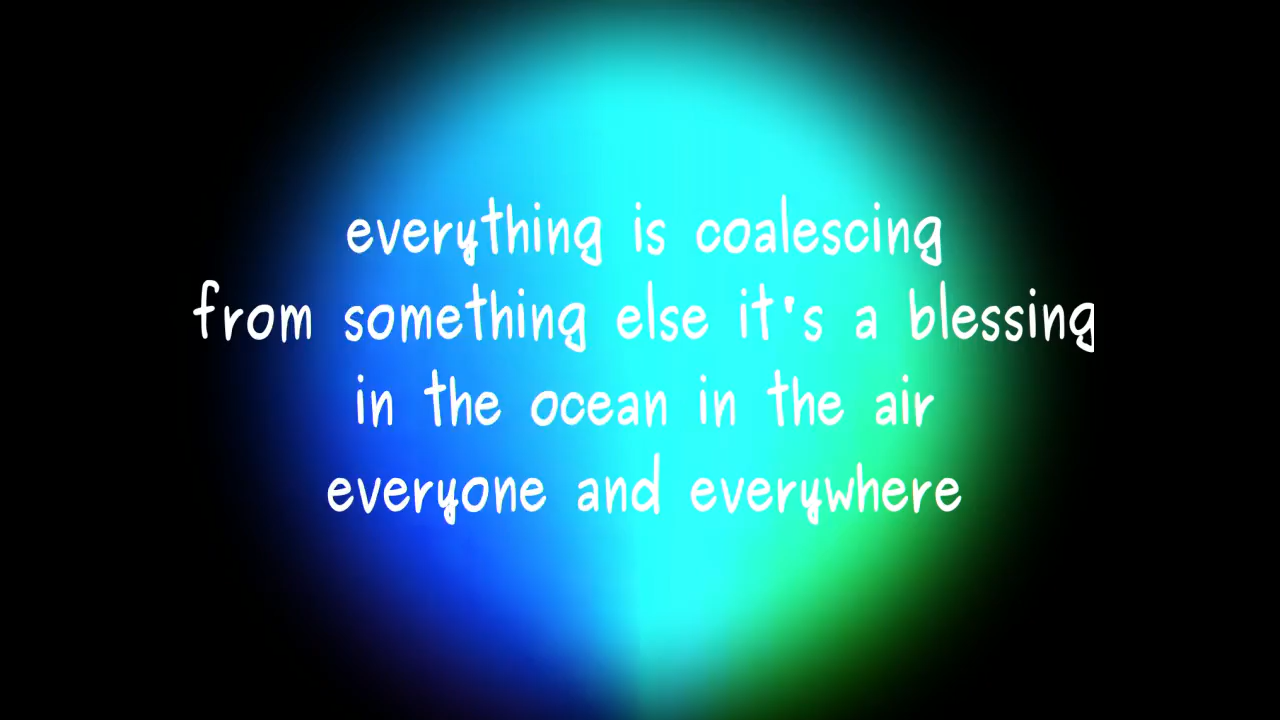 everything is coalescing
from something else it's a blessing
in the ocean in the air
everyone and everywhere